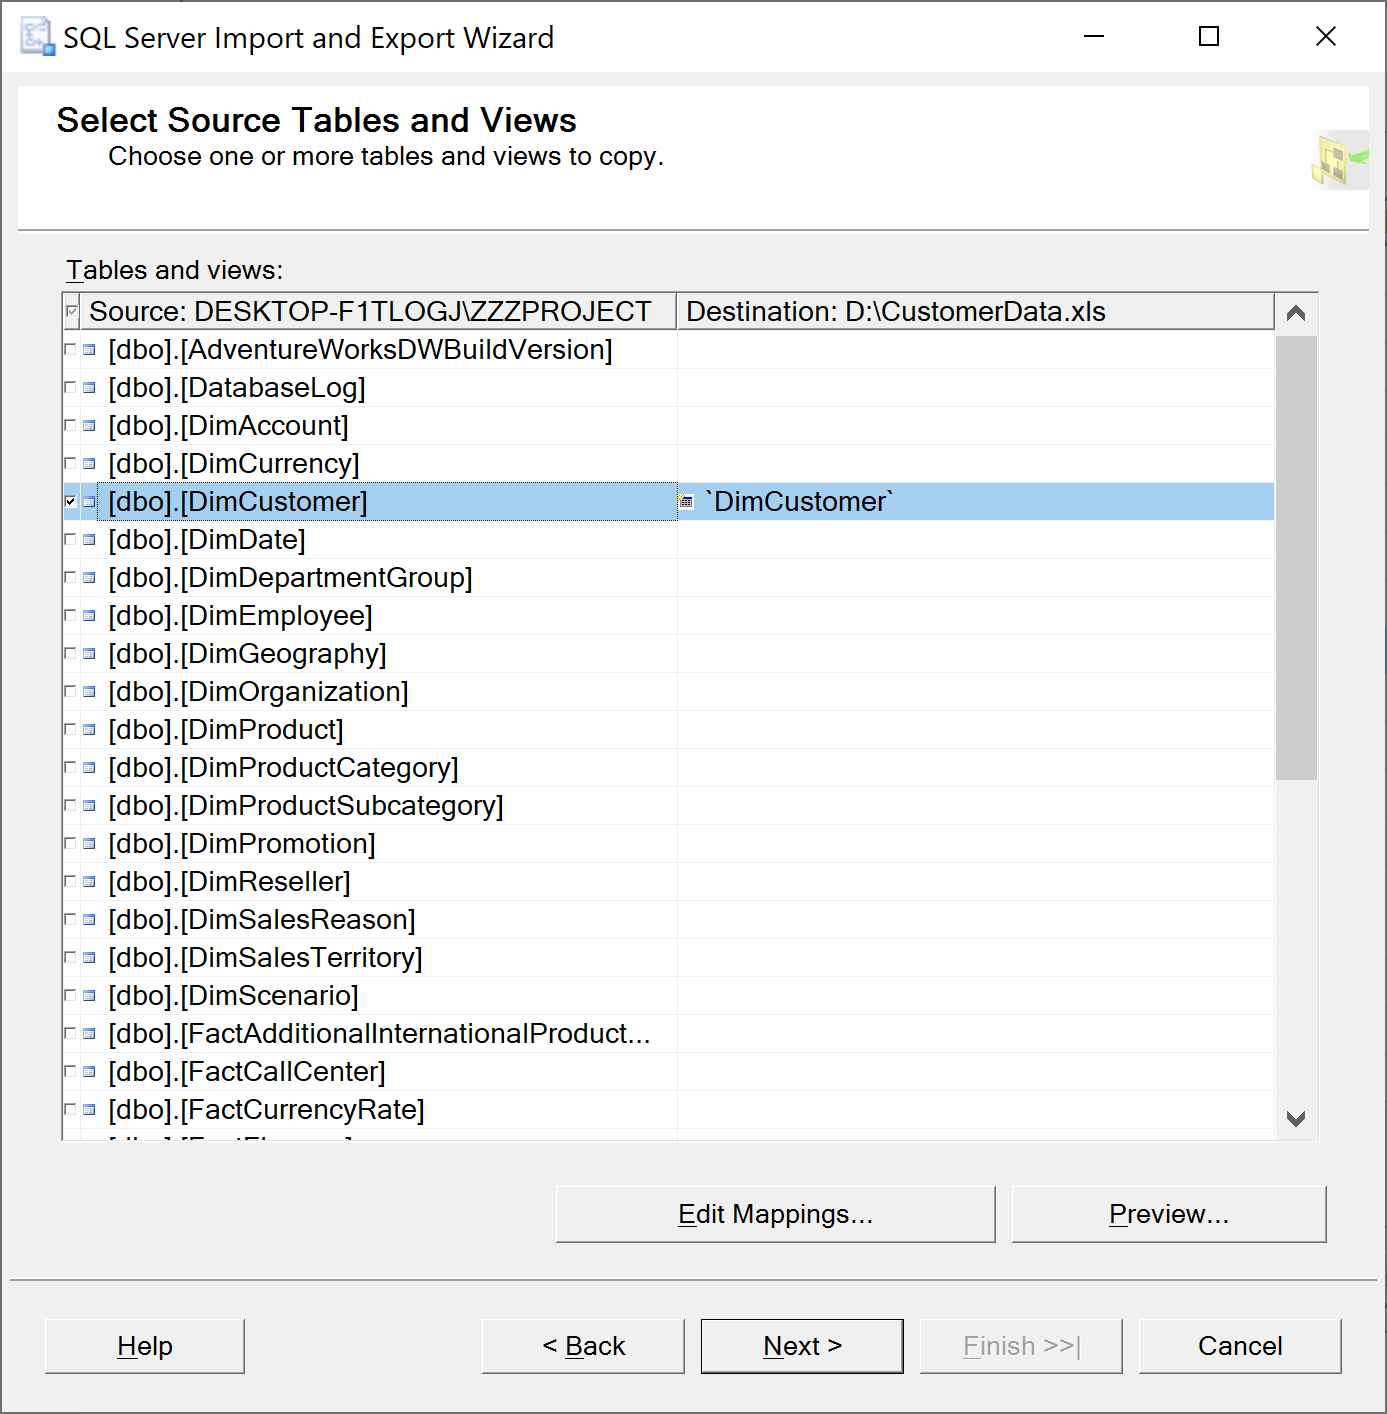 SQL Server Import and Export Wizard
Select Source Tables and Views
Choose one or more tables and views to copy.
Tables and views:
Source: DESKTOP-F1TLOGJ\ZZZPROJECT Destination: D:\CustomerData.xls
[dbo].[AdventureWorksDWBuildVersion]
[dbo].[DatabaseLog]
[dbo].[DimAccount]
[dbo].[DimCurrency]
[dbo].[DimCustomer] `DimCustomer`
[dbo].[DimDate]
[dbo].[DimDepartmentGroup]
[dbo].[DimEmployee]
[dbo].[DimGeography]
[dbo].[DimOrganization]
[dbo].[DimProduct]
[dbo].[DimProductCategory]
[dbo].[DimProductSubcategory]
[dbo].[DimPromotion]
[dbo].[DimReseller]
[dbo].[DimSalesReason]
[dbo].[DimSalesTerritory]
[dbo].[DimScenario]
[dbo].[FactAdditionalInternationalProduct...
[dbo].[FactCallCenter]
[dbo].[FactCurrencyRate]
Edit Mappings... Preview...
Help < Back Next > Finish >>| Cancel